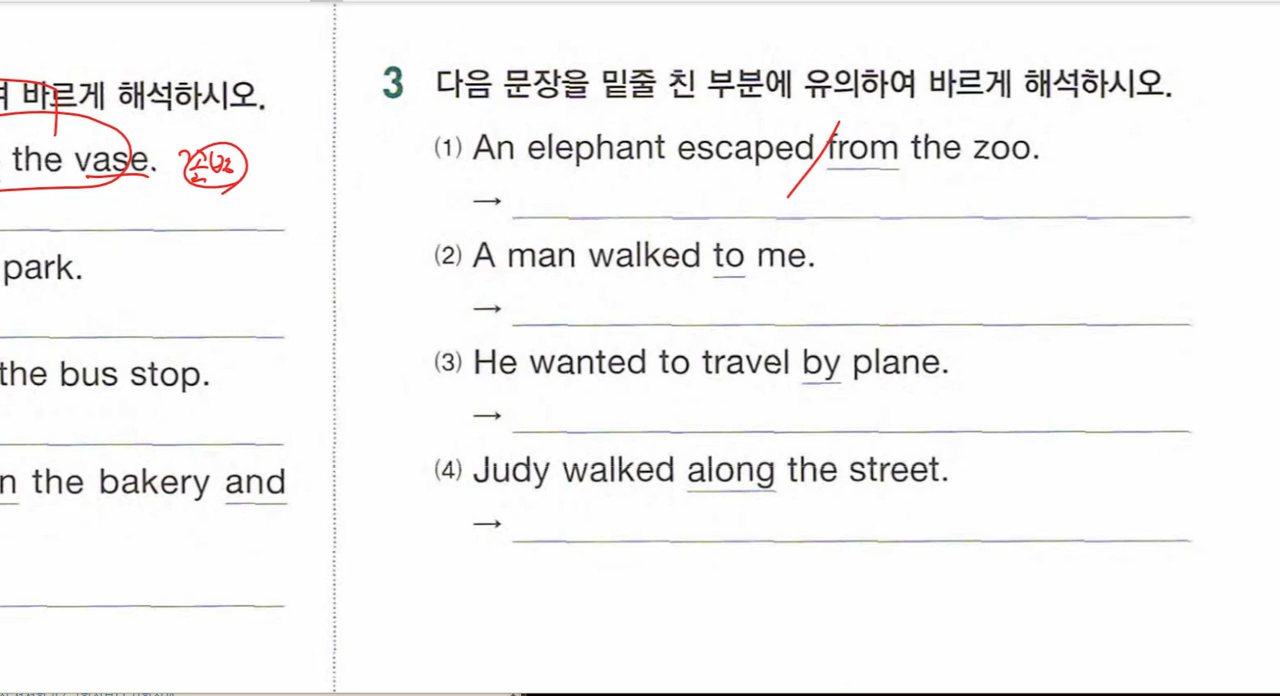 겨 바르게 해석하시오.
the vase. 꽃병
park.
the bus stop.
n the bakery and
3 다음 문장을 밑줄 친 부분에 유의하여 바르게 해석하시오.
(1) An elephant escaped from the zoo.
→
(2) A man walked to me.
→
(3) He wanted to travel by plane.
→
(4) Judy walked along the street.
→